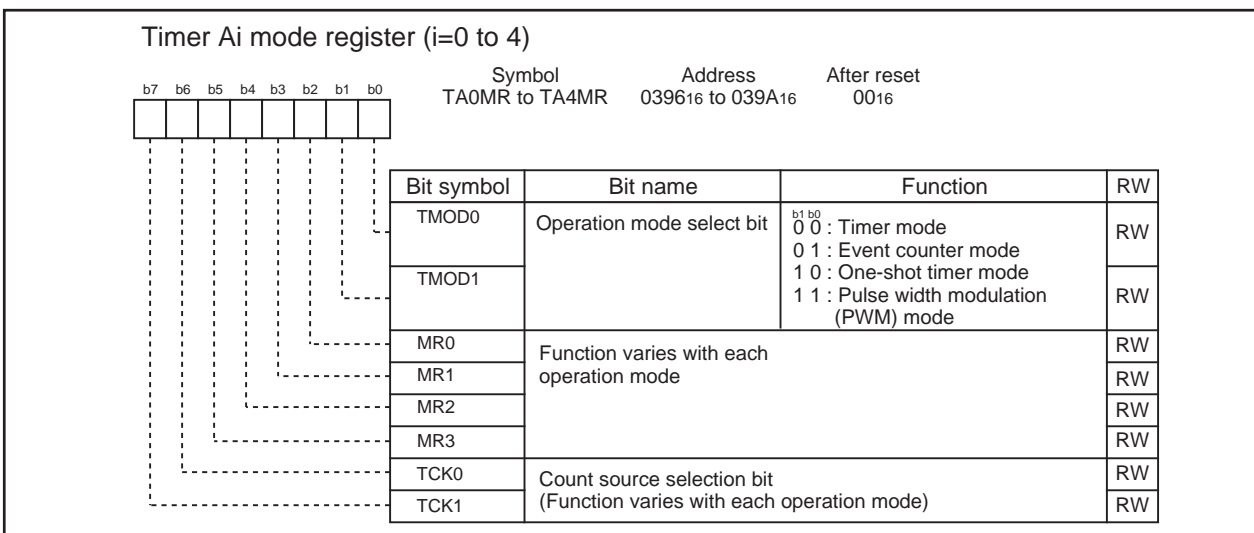 Timer Ai mode register (i=0 to 4)
Symbol Address After reset
b7 b6 b5 b4 b3 b2 b1 b0
TA0MR to TA4MR 039616 to 039A16 0016
Bit symbol Bit name Function RW
TMOD0 Operation mode select bit b1 b0
0 0 : Timer mode RW
0 1 : Event counter mode
TMOD1 1 0 : One-shot timer mode
1 1 : Pulse width modulation RW
(PWM) mode
MR0 Function varies with each RW
MR1 operation mode RW
MR2 RW
MR3 RW
TCK0 Count source selection bit RW
TCK1 (Function varies with each operation mode) RW